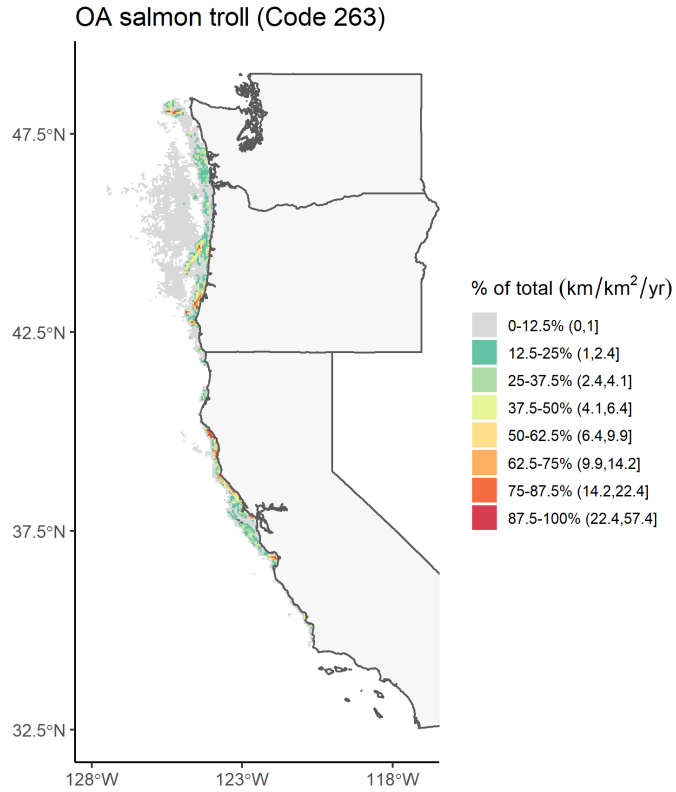 OA salmon troll (Code 263)
47.5°N
42.5°N
37.5°N
32.5°N
128°W
123°W
118°W
% of total (km/km²/yr)
0-12.5% (0,1]
12.5-25% (1,2.4]
25-37.5% (2.4,4.1]
37.5-50% (4.1,6.4]
50-62.5% (6.4,9.9]
62.5-75% (9.9,14.2]
75-87.5% (14.2,22.4]
87.5-100% (22.4,57.4]